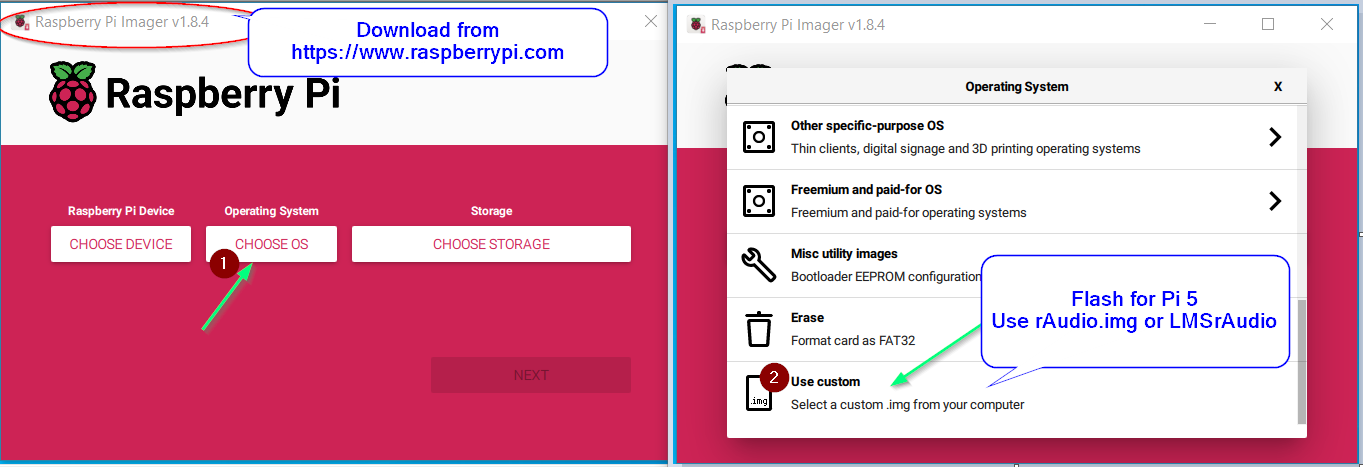 Raspberry Pi Imager v1.8.4
Download from
https://www.raspberrypi.com
Raspberry Pi
Raspberry Pi Device
Operating System
Storage
CHOOSE DEVICE
CHOOSE OS
CHOOSE STORAGE
1
NEXT
Raspberry Pi Imager v1.8.4
Operating System
X
Other specific-purpose OS
Thin clients, digital signage and 3D printing operating systems
Freemium and paid-for OS
Freemium and paid-for operating systems
Misc utility images
Bootloader EEPROM configuration
Flash for Pi 5
Use rAudio.img or LMSrAudio
Erase
Format card as FAT32
2
Use custom
.img
Select a custom .img from your computer